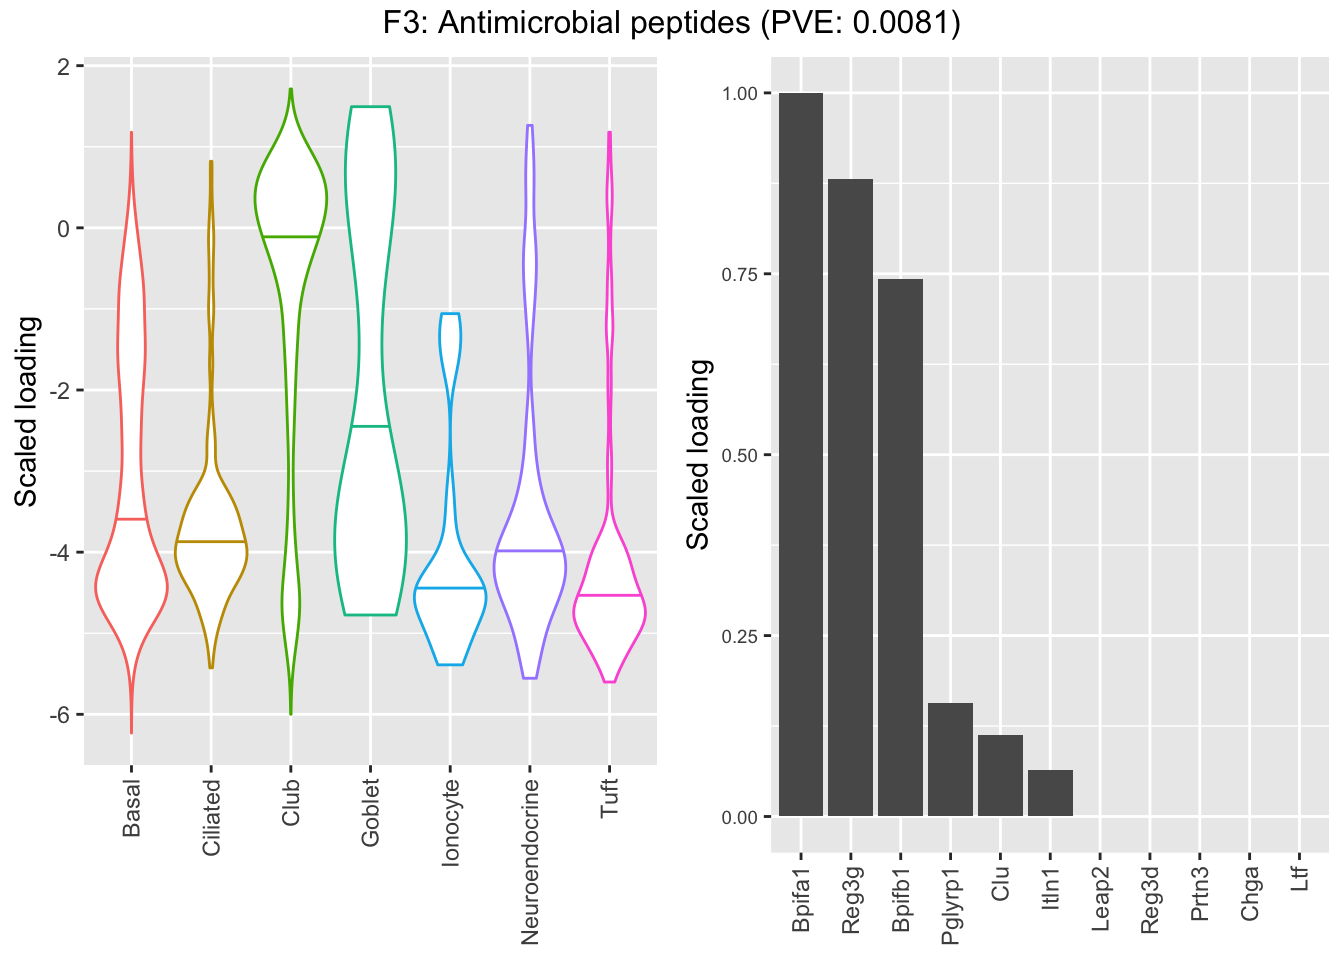 F3: Antimicrobial peptides (PVE: 0.0081)
Scaled loading
2
0
-2
-4
-6
Basal
Ciliated
Club
Goblet
Ionocyte
Neuroendocrine
Tuft
Scaled loading
1.00
0.75
0.50
0.25
0.00
Bpifa1
Reg3g
Bpifb1
Pglyrp1
Clu
Itln1
Leap2
Reg3d
Prtn3
Chga
Ltf